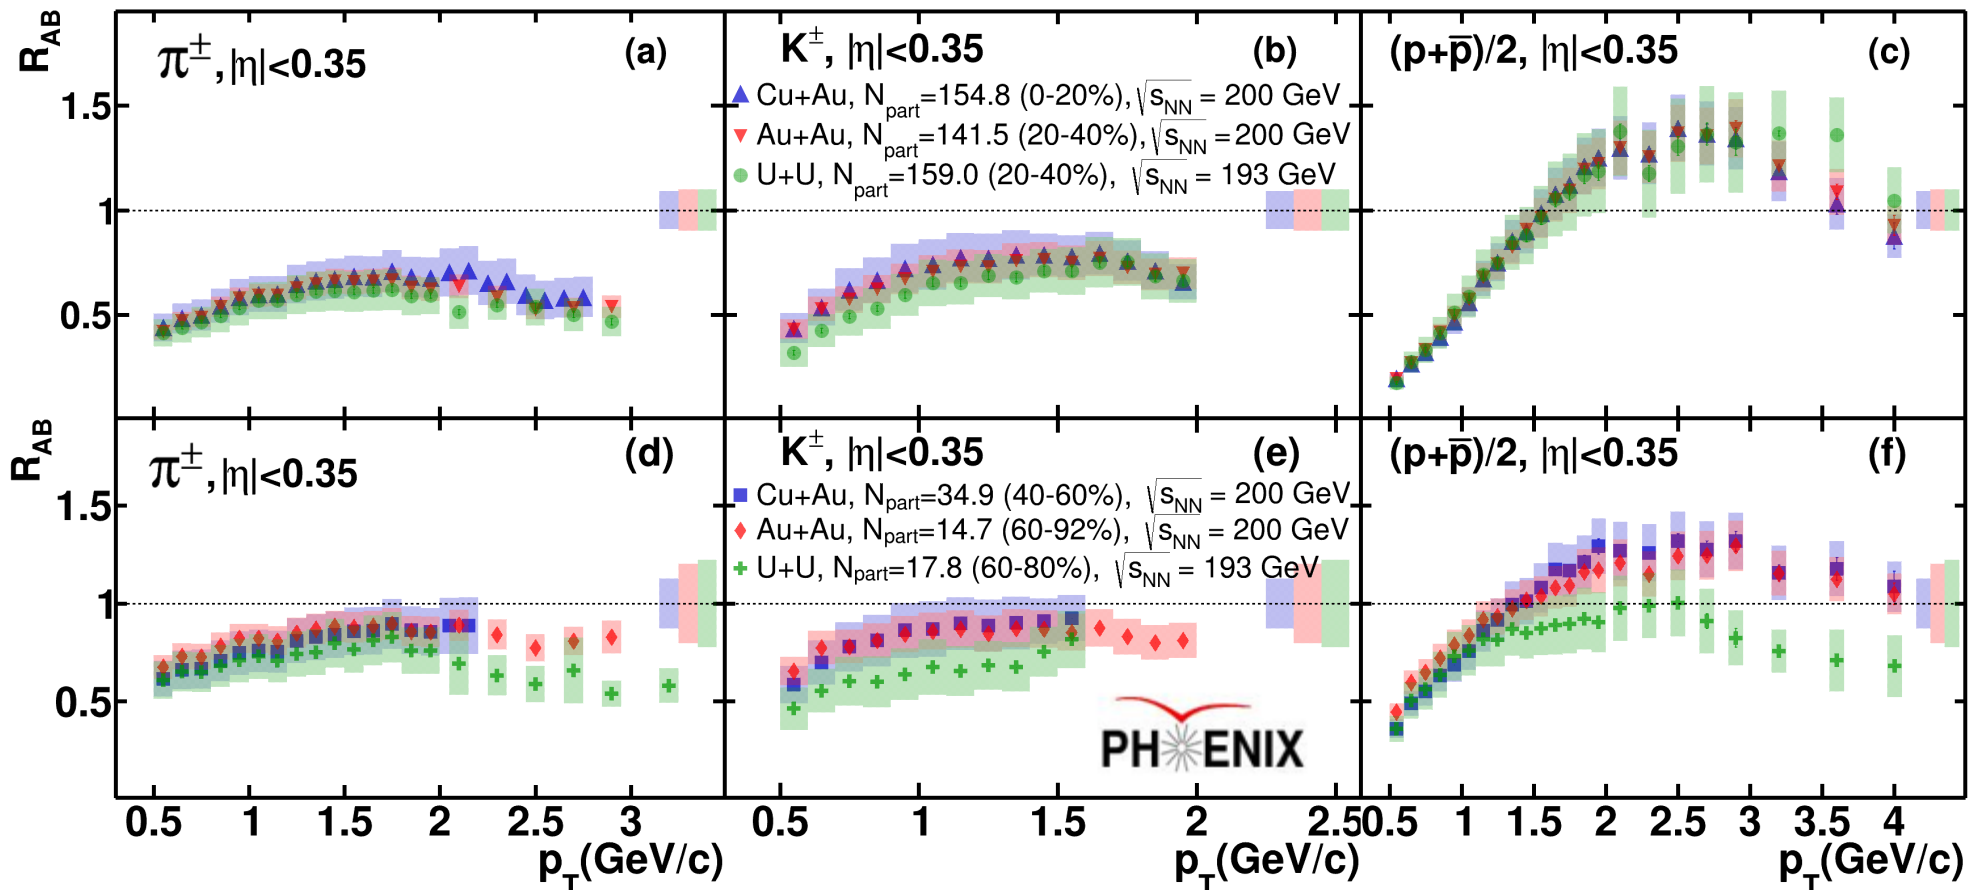 R_AB
π±, |η|<0.35 (a)
1.5
1
0.5
K±, |η|<0.35 (b)
Cu+Au, N_part=154.8 (0-20%), √s_NN = 200 GeV
Au+Au, N_part=141.5 (20-40%), √s_NN = 200 GeV
U+U, N_part=159.0 (20-40%), √s_NN = 193 GeV
(p+p̅)/2, |η|<0.35 (c)
R_AB
π±, |η|<0.35 (d)
1.5
1
0.5
K±, |η|<0.35 (e)
Cu+Au, N_part=34.9 (40-60%), √s_NN = 200 GeV
Au+Au, N_part=14.7 (60-92%), √s_NN = 200 GeV
U+U, N_part=17.8 (60-80%), √s_NN = 193 GeV
PHENIX
(p+p̅)/2, |η|<0.35 (f)
0.5 1 1.5 2 2.5 3
0.5 1 1.5 2 2.5
0.5 1 1.5 2 2.5 3 3.5 4
p_T(GeV/c)
p_T(GeV/c)
p_T(GeV/c)